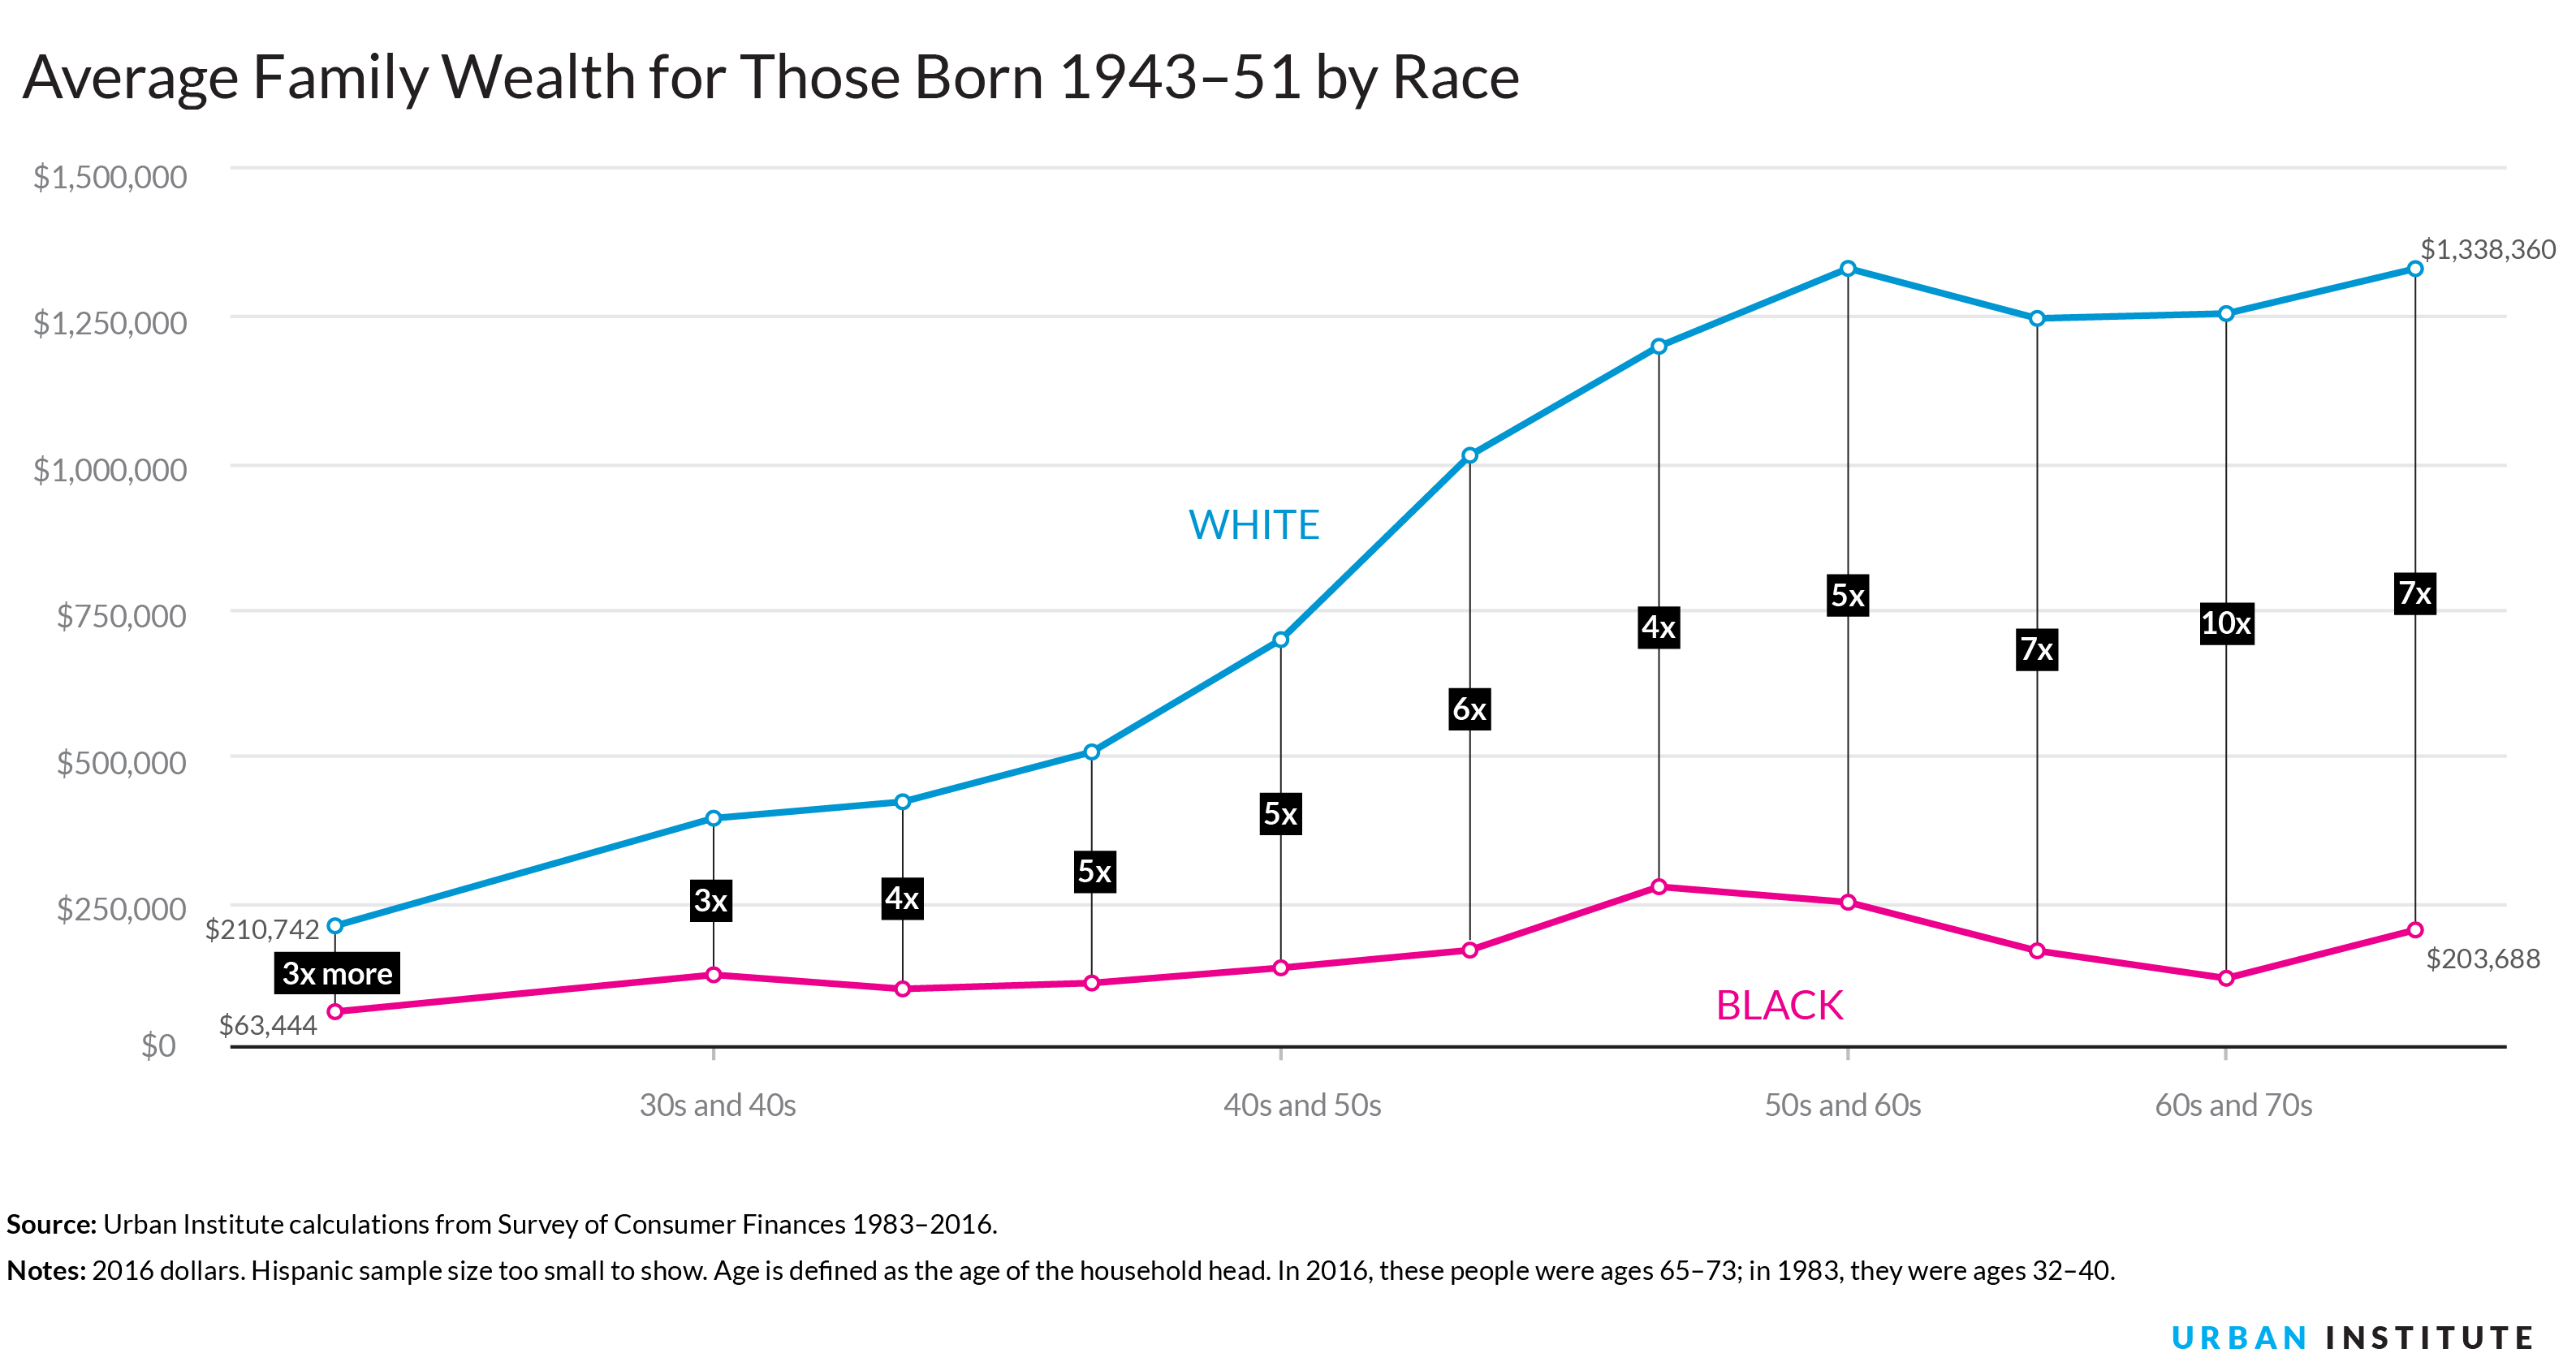 Average Family Wealth for Those Born 1943–51 by Race
$1,500,000
$1,338,360
$1,250,000
$1,000,000
WHITE
$750,000
5x
7x
4x
10x
7x
6x
$500,000
5x
5x
3x
4x
$250,000
$210,742
3x more
$203,688
BLACK
$63,444
$0
30s and 40s
40s and 50s
50s and 60s
60s and 70s
Source: Urban Institute calculations from Survey of Consumer Finances 1983–2016.
Notes: 2016 dollars. Hispanic sample size too small to show. Age is defined as the age of the household head. In 2016, these people were ages 65–73; in 1983, they were ages 32–40.
URBAN INSTITUTE